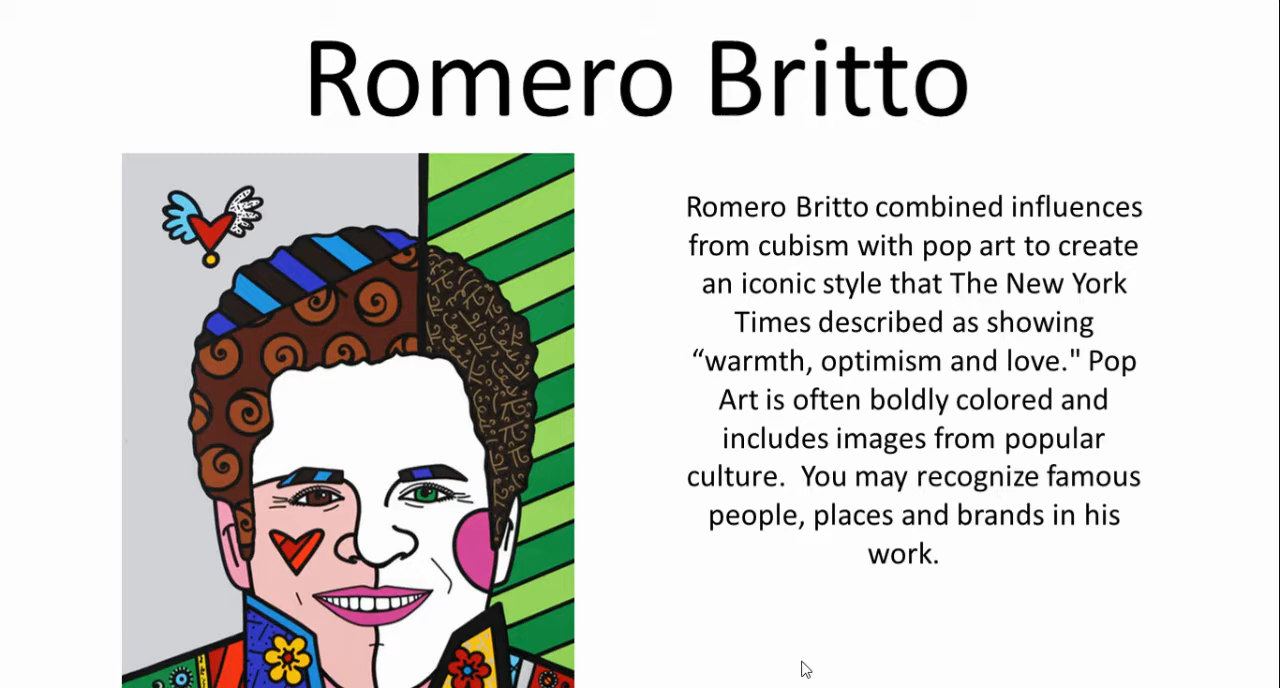 Romero Britto
Romero Britto combined influences
from cubism with pop art to create
an iconic style that The New York
Times described as showing
“warmth, optimism and love." Pop
Art is often boldly colored and
includes images from popular
culture.  You may recognize famous
people, places and brands in his
work.